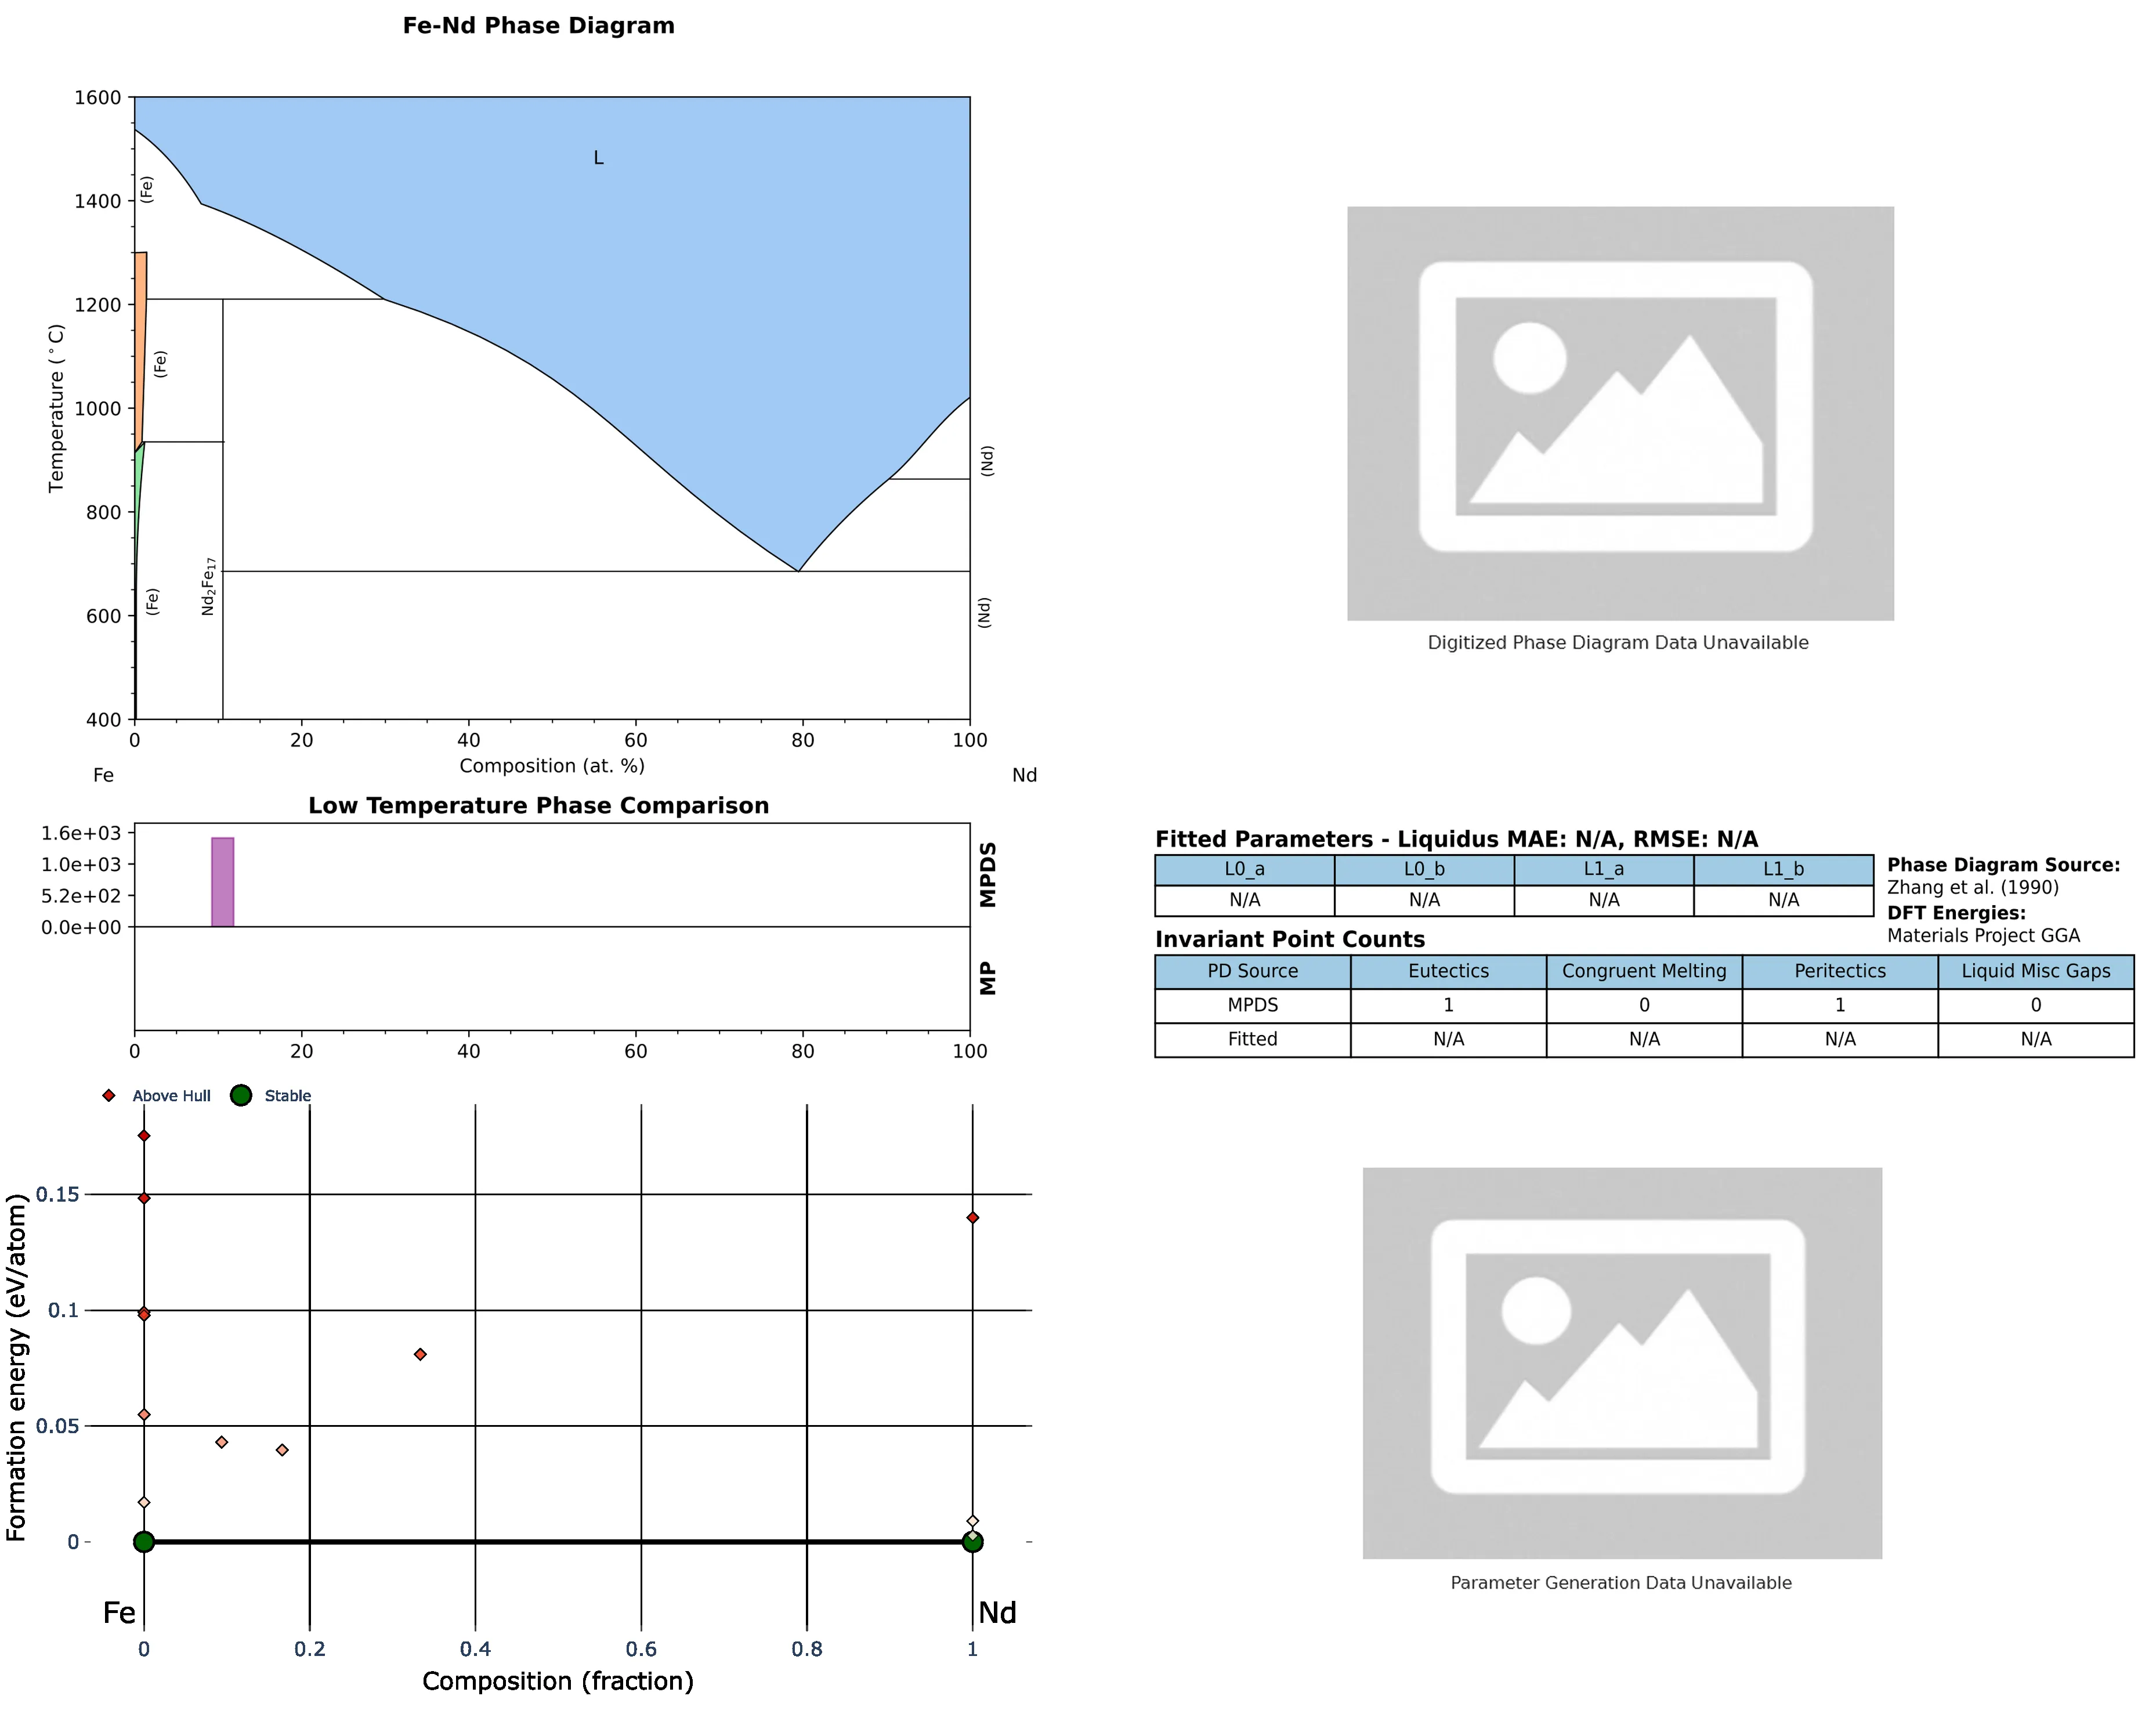 Fe-Nd Phase Diagram
1600
1400
1200
1000
800
600
400
Temperature (°C)
L
(Fe)
(Fe)
(Fe)
Nd₂Fe₁₇
(Nd)
(Nd)
0 20 40 60 80 100
Composition (at. %)
Fe Nd
Digitized Phase Diagram Data Unavailable
Low Temperature Phase Comparison
1.6e+03
1.0e+03
5.2e+02
0.0e+00
MPDS
MP
0 20 40 60 80 100
Fitted Parameters - Liquidus MAE: N/A, RMSE: N/A
L0_a L0_b L1_a L1_b
N/A N/A N/A N/A
Phase Diagram Source:
Zhang et al. (1990)
DFT Energies:
Materials Project GGA
Invariant Point Counts
PD Source Eutectics Congruent Melting Peritectics Liquid Misc Gaps
MPDS 1 0 1 0
Fitted N/A N/A N/A N/A
Above Hull Stable
0.15
0.1
0.05
0
Formation energy (eV/atom)
Fe Nd
0 0.2 0.4 0.6 0.8 1
Composition (fraction)
Parameter Generation Data Unavailable